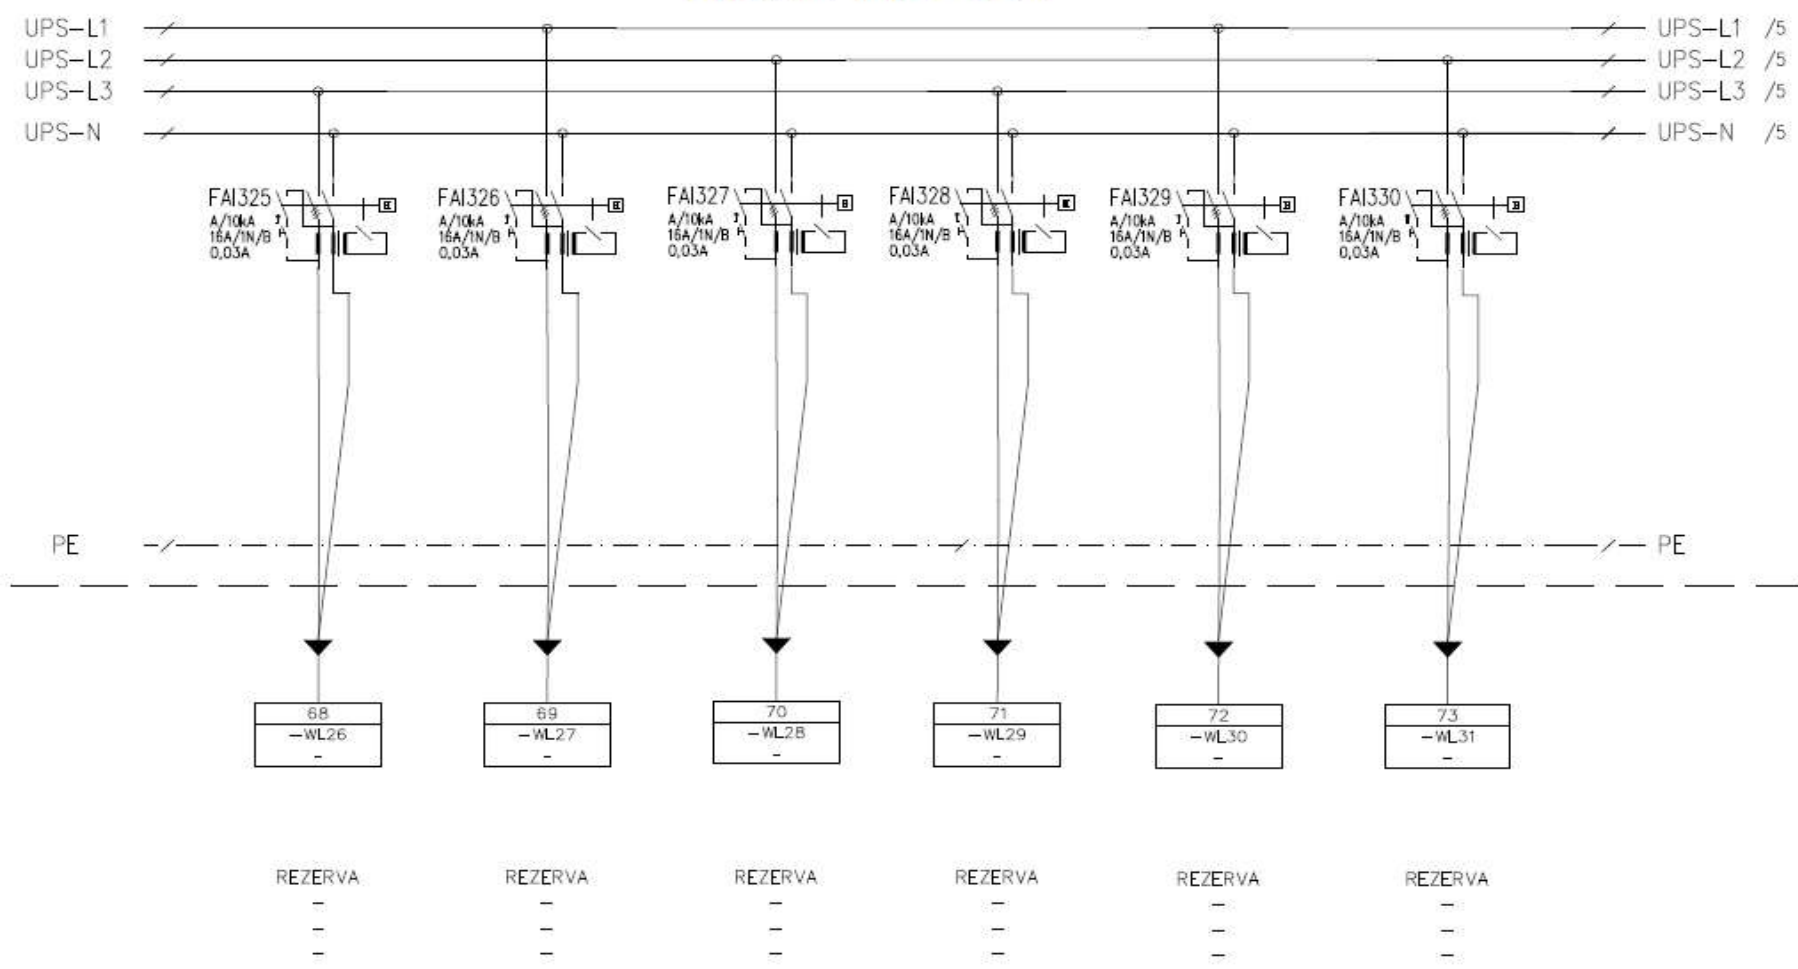 UPS-L1 UPS-L1 /5
UPS-L2 UPS-L2 /5
UPS-L3 UPS-L3 /5
UPS-N UPS-N /5
FAI325
A/10kA
16A/1N/B
0,03A
FAI326
A/10kA
16A/1N/B
0,03A
FAI327
A/10kA
16A/1N/B
0,03A
FAI328
A/10kA
16A/1N/B
0,03A
FAI329
A/10kA
16A/1N/B
0,03A
FAI330
A/10kA
16A/1N/B
0,03A
PE PE
68
-WL26
-
69
-WL27
-
70
-WL28
-
71
-WL29
-
72
-WL30
-
73
-WL31
-
REZERVA
-
-
-
REZERVA
-
-
-
REZERVA
-
-
-
REZERVA
-
-
-
REZERVA
-
-
-
REZERVA
-
-
-